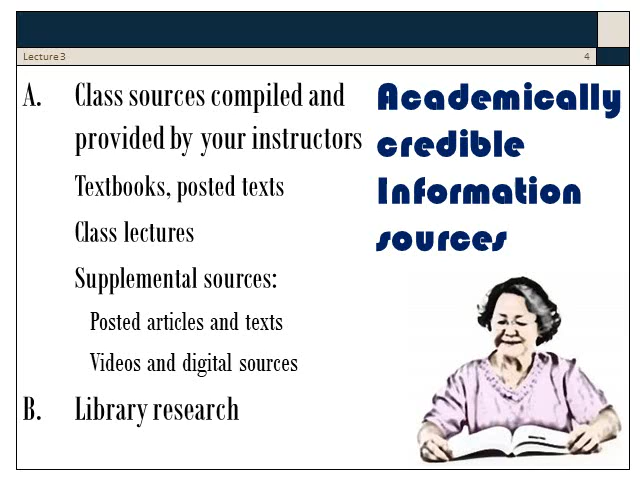 Lecture 3
4
A. Class sources compiled and
provided by your instructors
Textbooks, posted texts
Class lectures
Supplemental sources:
Posted articles and texts
Videos and digital sources
B. Library research
Academically
credible
Information
sources